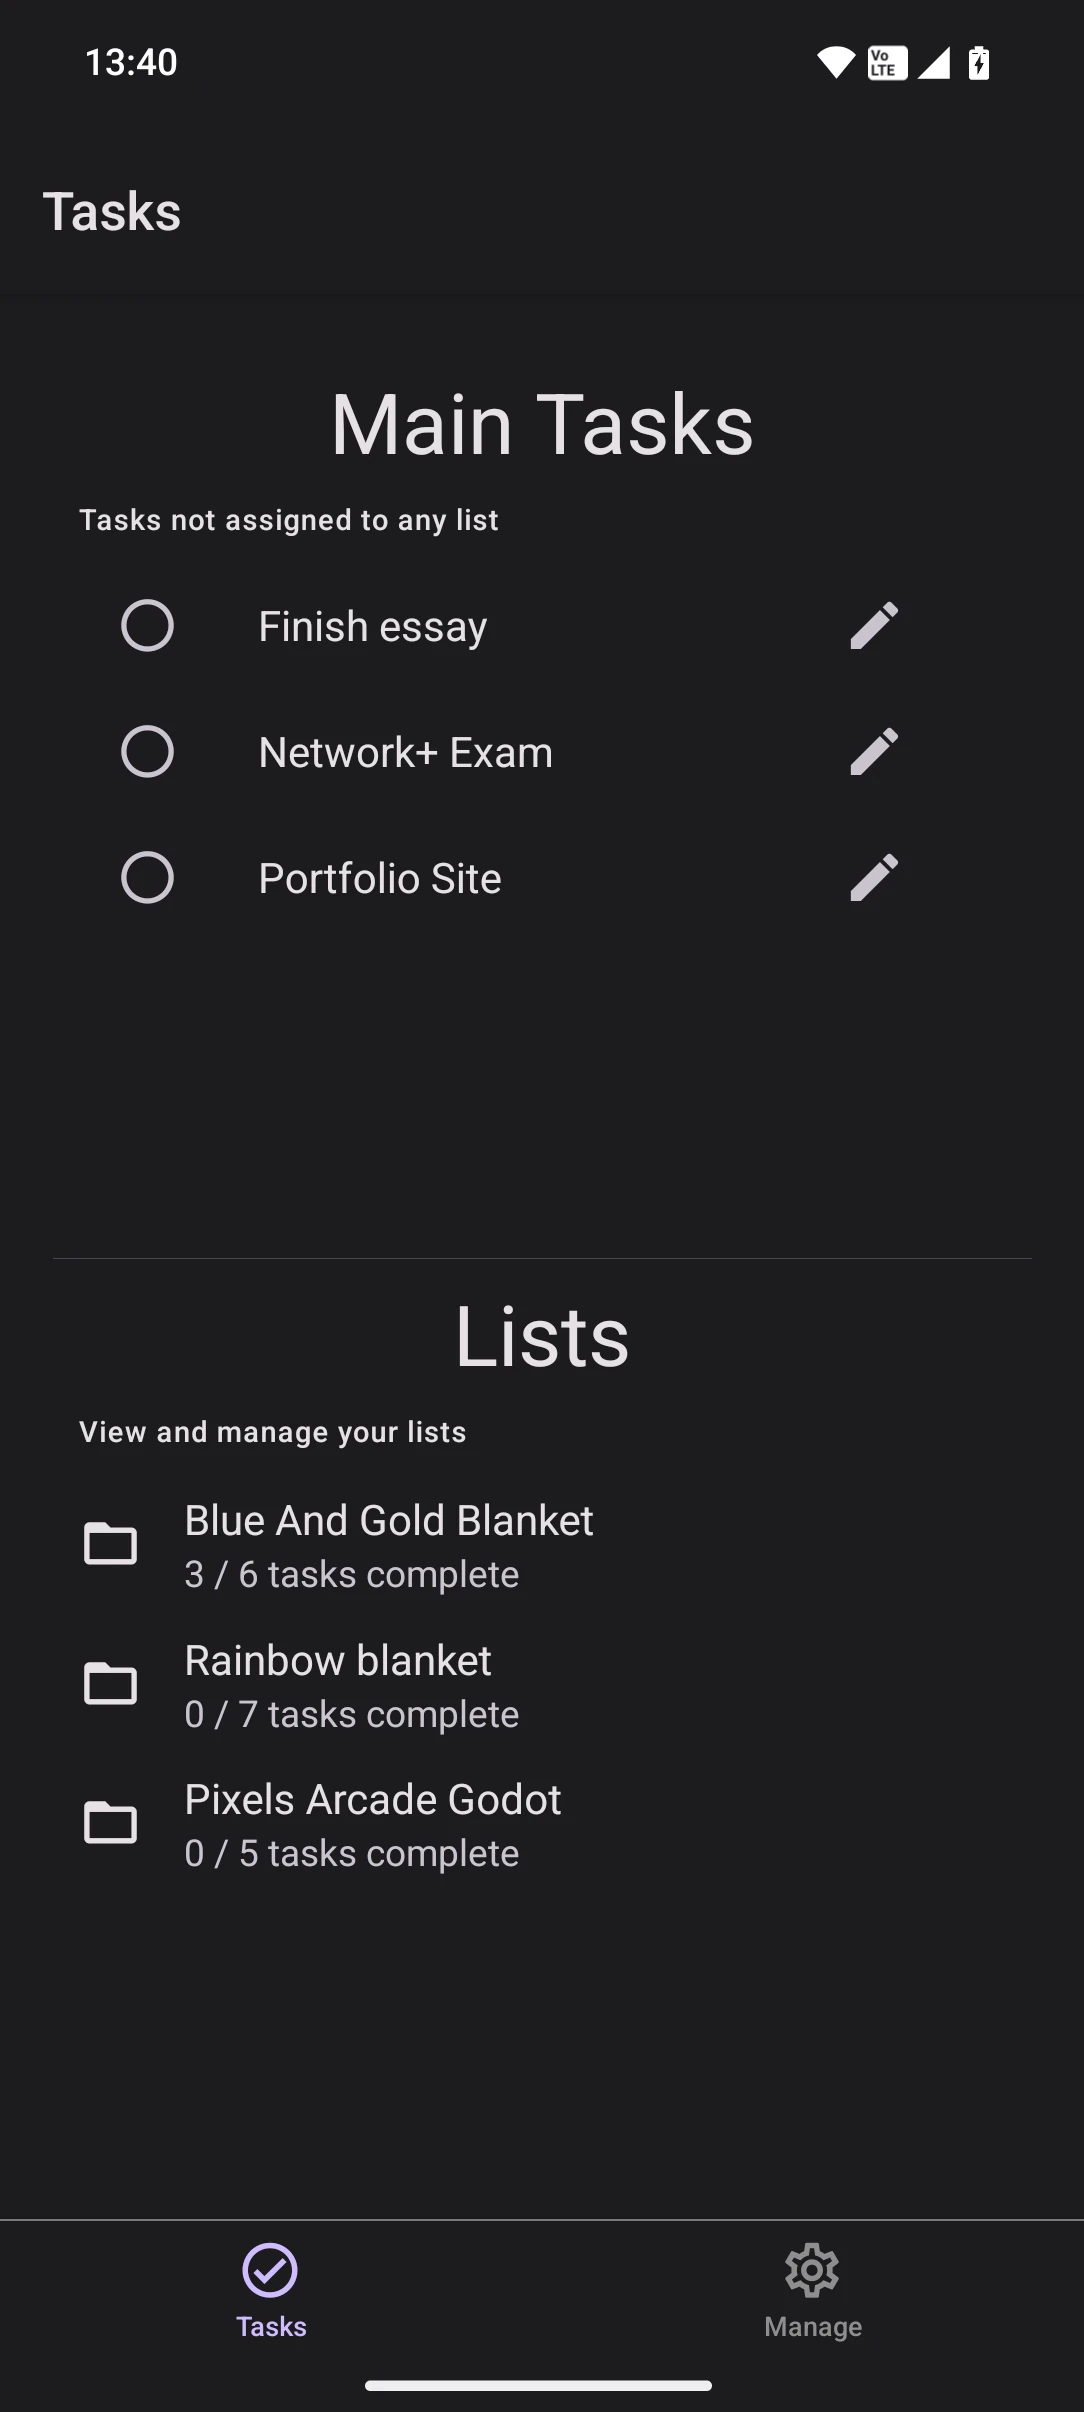 13:40
Vo
LTE
Tasks
Main Tasks
Tasks not assigned to any list
Finish essay
Network+ Exam
Portfolio Site
Lists
View and manage your lists
Blue And Gold Blanket
3 / 6 tasks complete
Rainbow blanket
0 / 7 tasks complete
Pixels Arcade Godot
0 / 5 tasks complete
Tasks
Manage